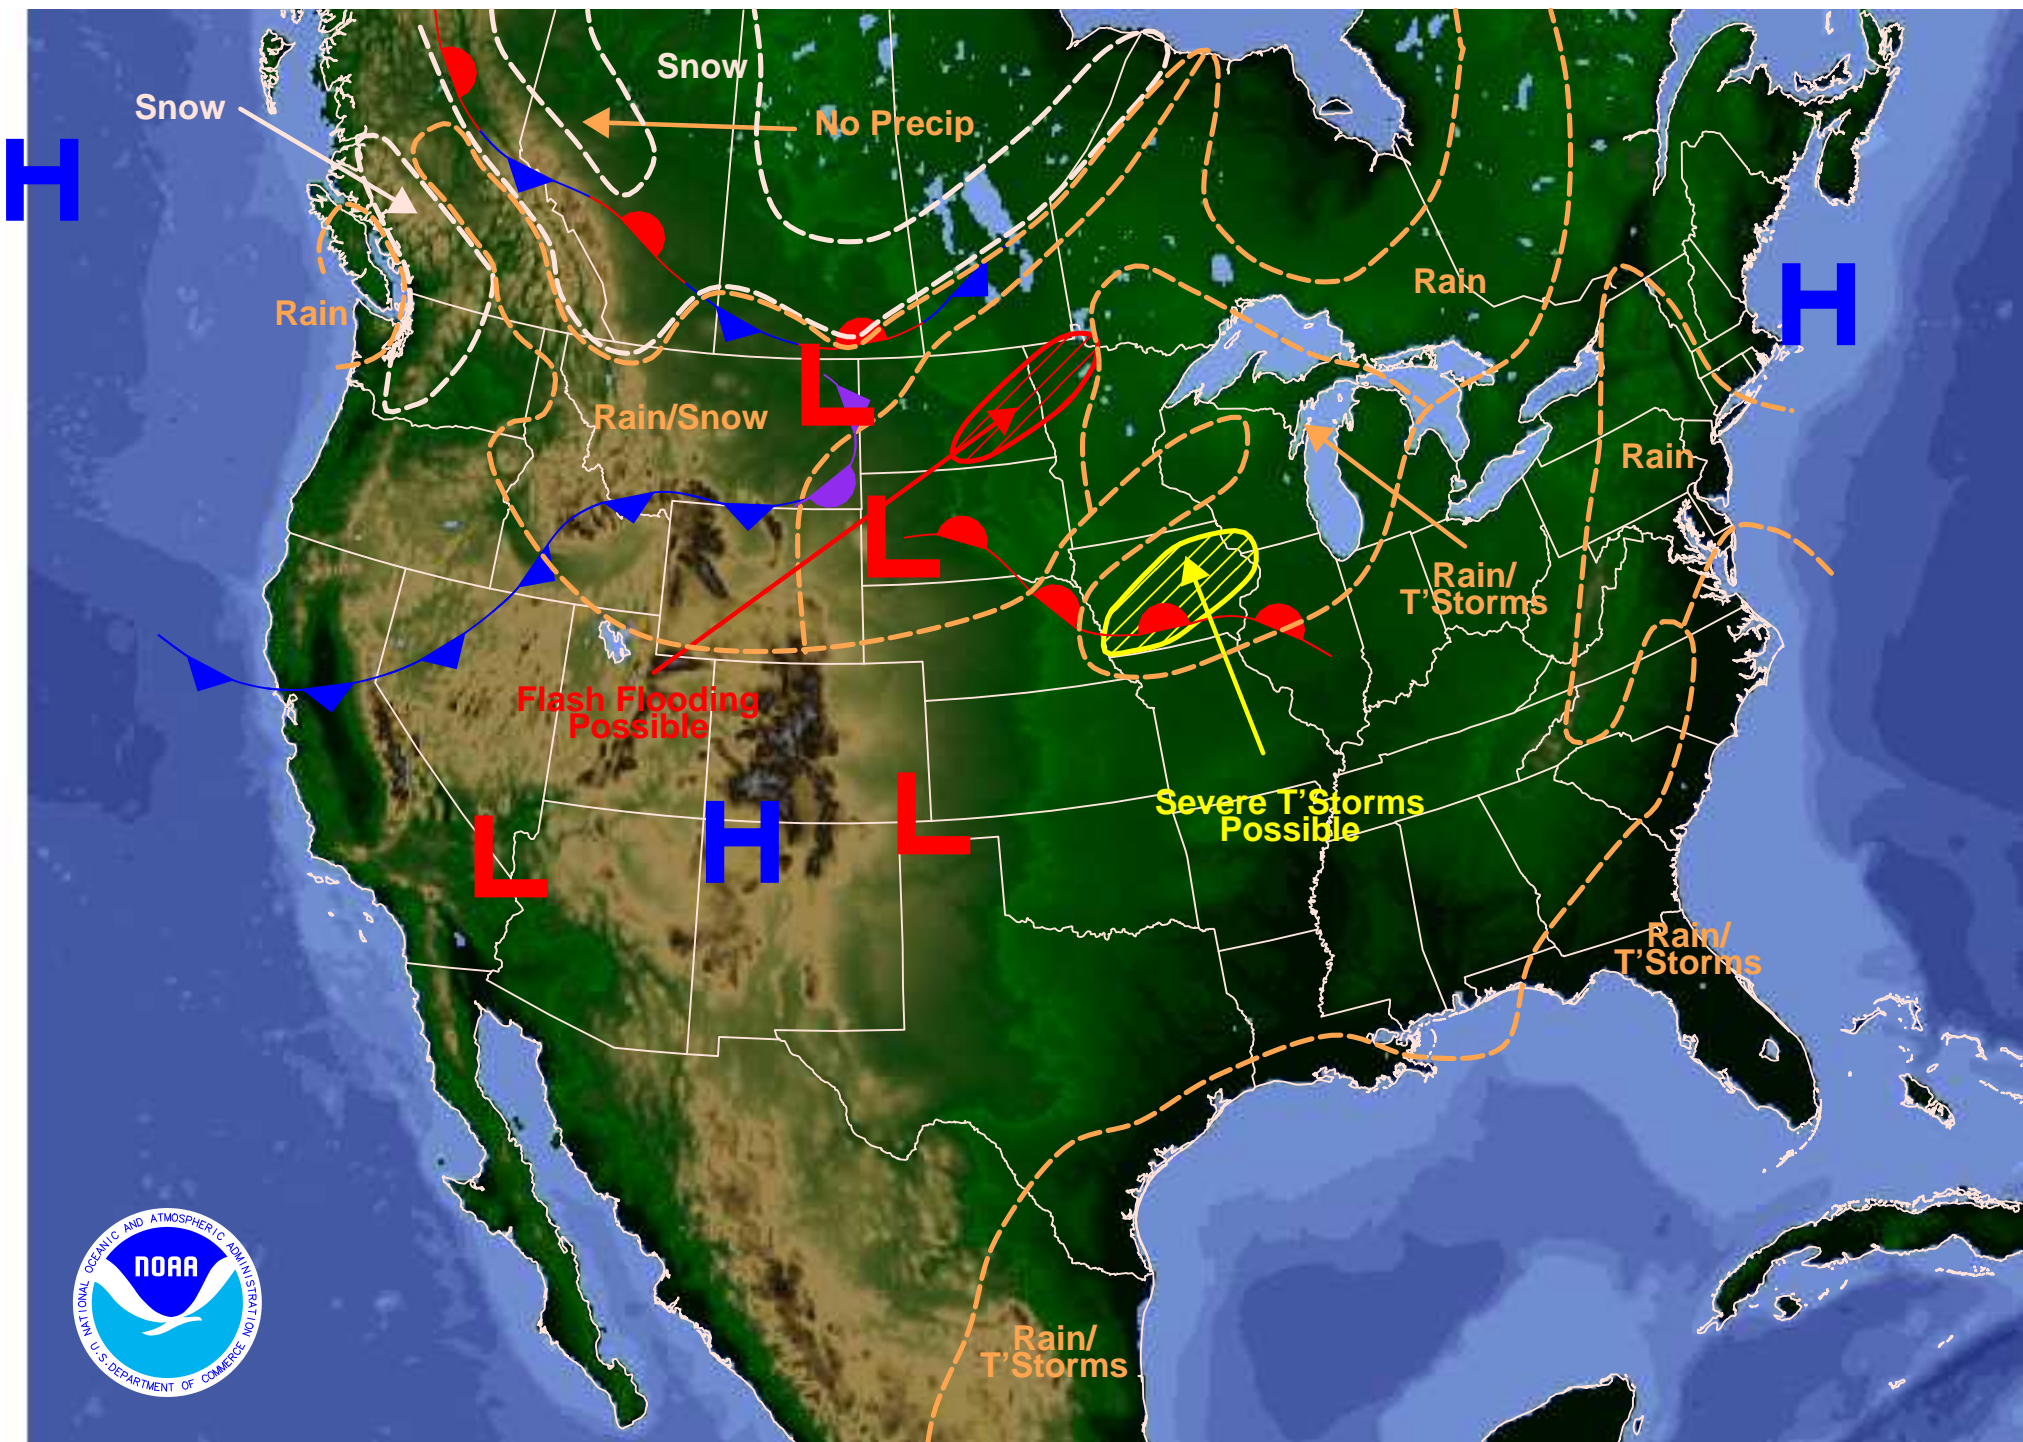 Snow
Snow
No Precip
H
Rain
Rain
H
Rain/Snow
L
Rain
L
Rain/
T'Storms
Flash Flooding
Possible
Severe T'Storms
Possible
L
H
L
Rain/
T'Storms
Rain/
T'Storms
NATIONAL OCEANIC AND ATMOSPHERIC ADMINISTRATION
NOAA
U.S. DEPARTMENT OF COMMERCE